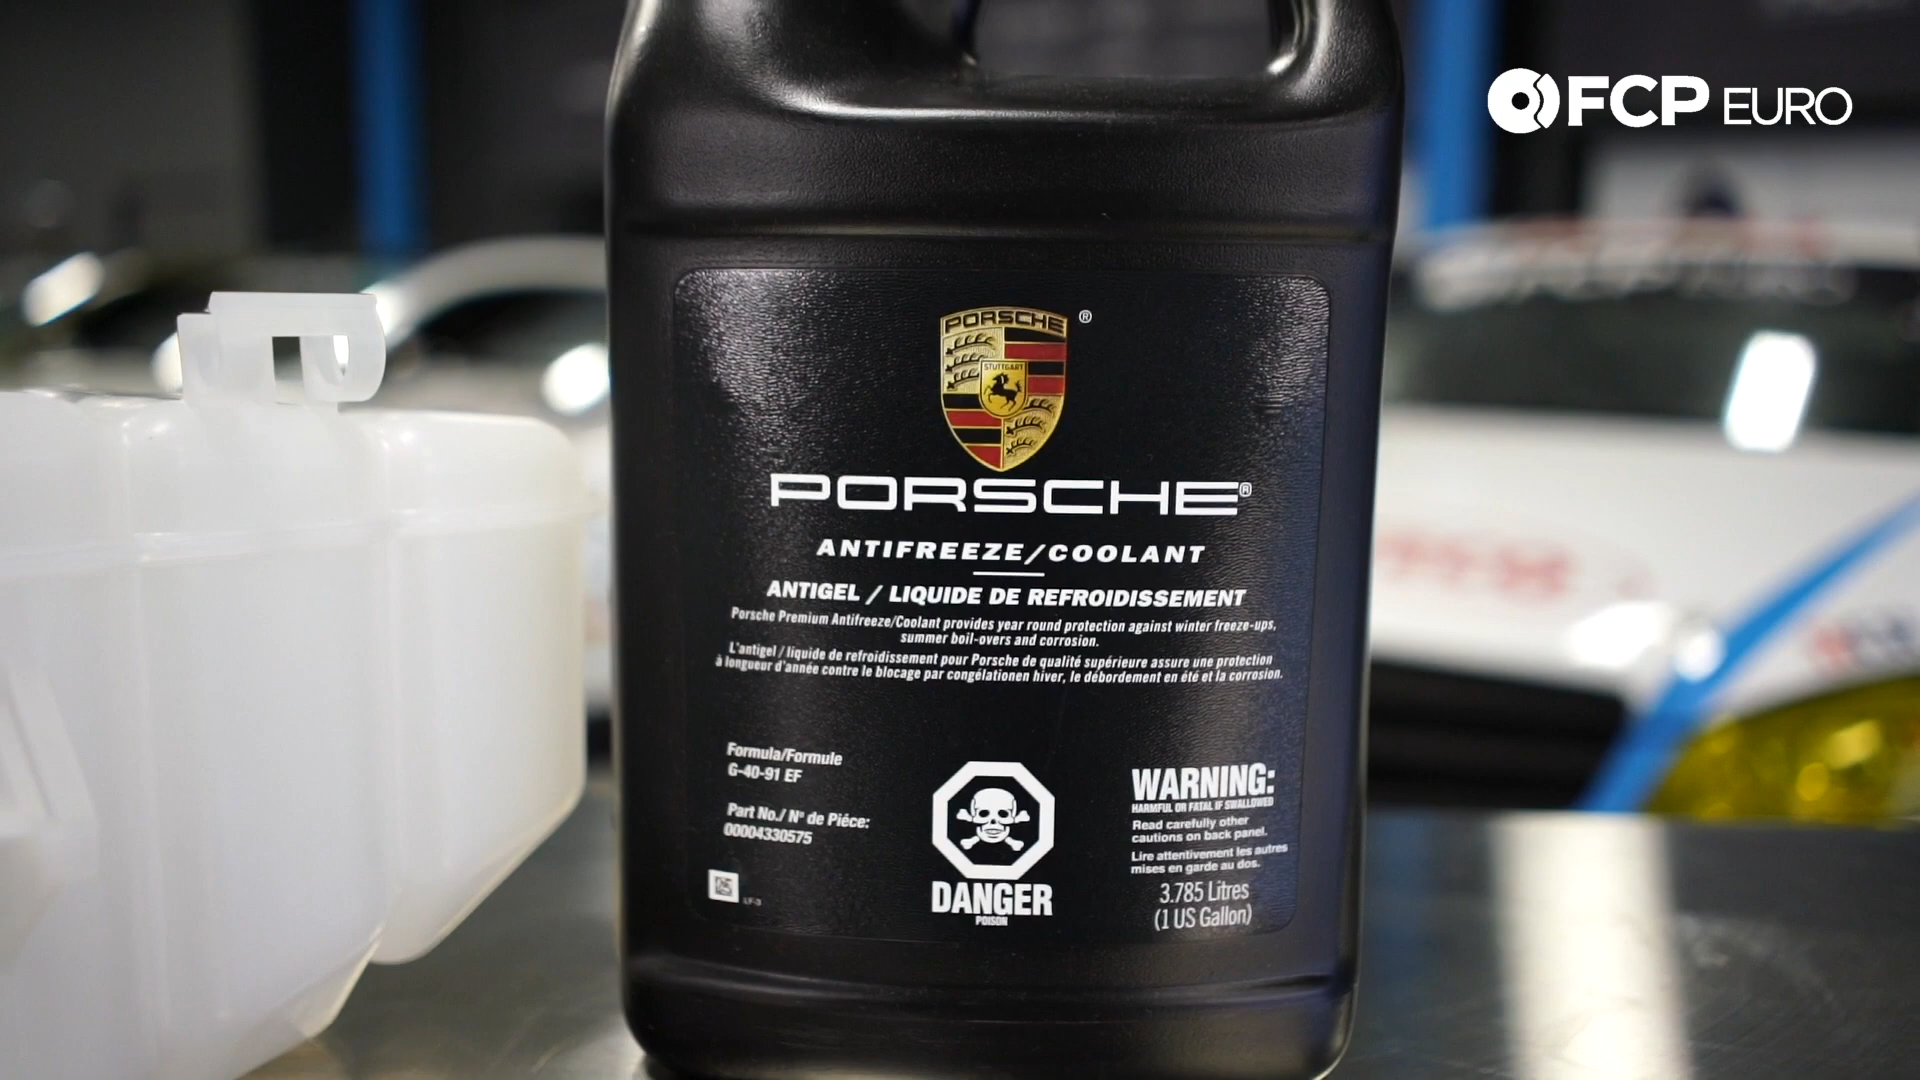 FCP EURO
PORSCHE ®
STUTTGART
PORSCHE®
ANTIFREEZE/COOLANT
ANTIGEL / LIQUIDE DE REFROIDISSEMENT
Porsche Premium Antifreeze/Coolant provides year round protection against winter freeze-ups,
summer boil-overs and corrosion.
L'antigel / liquide de refroidissement pour Porsche de qualité supérieure assure une protection
à longueur d'année contre le blocage par congélationen hiver, le débordement en été et la corrosion.
Formula/Formule
G-40-91 EF
Part No./ Nº de Piéce:
00004330575
LF-3
DANGER
POISON
WARNING:
HARMFUL OR FATAL IF SWALLOWED
Read carefully other
cautions on back panel.
Lire attentivement les autres
mises en garde au dos.
3.785 Litres
(1 US Gallon)